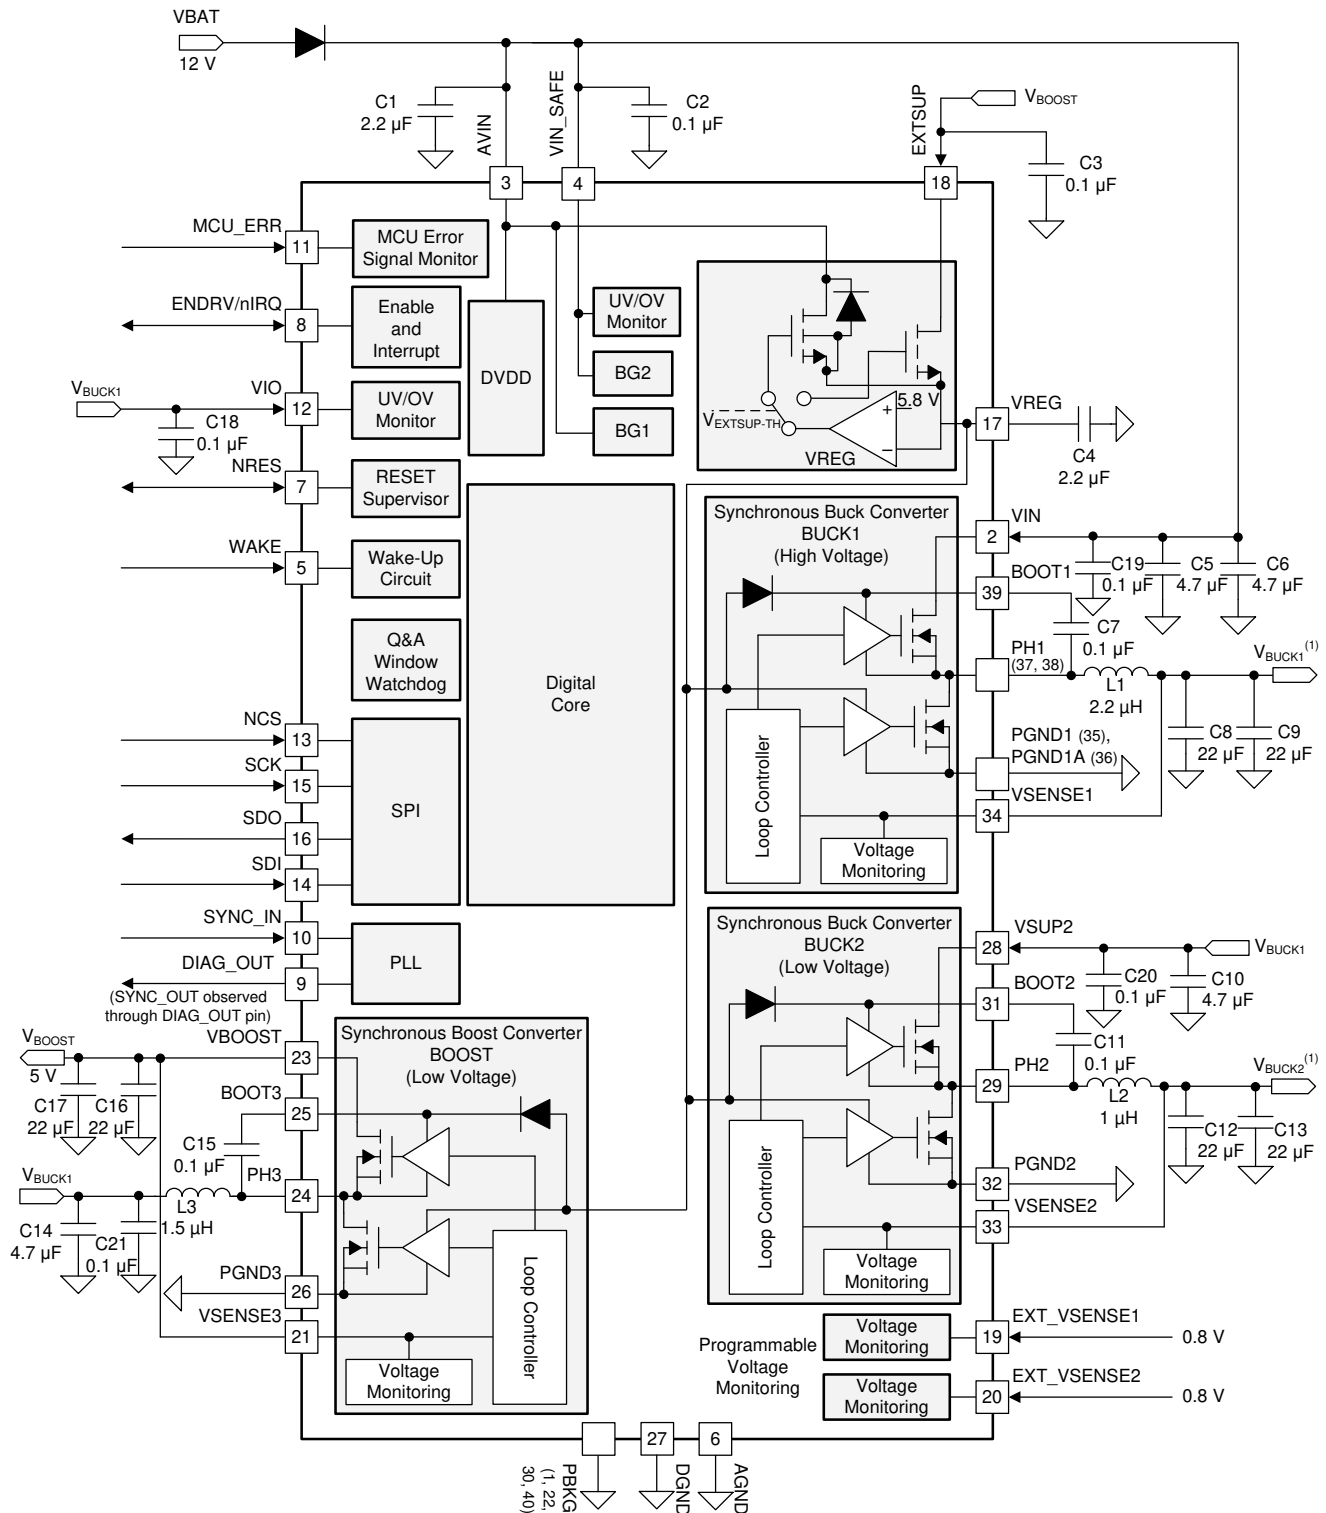 VBAT
12 V
C1
2.2 µF
AVIN
VIN_SAFE
C2
0.1 µF
EXTSUP
VBOOST
C3
0.1 µF
3
4
18
MCU_ERR
11
MCU Error
Signal Monitor
ENDRV/nIRQ
8
Enable
and
Interrupt
DVDD
UV/OV
Monitor
BG2
BG1
VBUCK1
VIO
12
UV/OV
Monitor
C18
0.1 µF
5.8 V
+
−
VEXTSUP-TH
VREG
VREG
17
C4
2.2 µF
NRES
7
RESET
Supervisor
WAKE
5
Wake-Up
Circuit
Q&A
Window
Watchdog
Digital
Core
Synchronous Buck Converter
BUCK1
(High Voltage)
VIN
2
BOOT1
39
C19
0.1 µF
C5
4.7 µF
C6
4.7 µF
C7
0.1 µF
PH1
(37, 38)
L1
2.2 µH
VBUCK1(1)
C8
22 µF
C9
22 µF
PGND1 (35),
PGND1A (36)
VSENSE1
34
Loop Controller
Voltage
Monitoring
NCS
13
SCK
15
SDO
16
SDI
14
SPI
SYNC_IN
10
DIAG_OUT
9
PLL
(SYNC_OUT observed
through DIAG_OUT pin)
Synchronous Buck Converter
BUCK2
(Low Voltage)
VSUP2
28
VBUCK1
BOOT2
31
C20
0.1 µF
C10
4.7 µF
C11
0.1 µF
PH2
29
L2
1 µH
VBUCK2(1)
C12
22 µF
C13
22 µF
PGND2
32
VSENSE2
33
Loop Controller
Voltage
Monitoring
VBOOST
5 V
VBOOST
23
C17
22 µF
C16
22 µF
BOOT3
25
C15
0.1 µF
VBUCK1
PH3
24
L3
1.5 µH
C14
4.7 µF
C21
0.1 µF
PGND3
26
VSENSE3
21
Synchronous Boost Converter
BOOST
(Low Voltage)
Loop Controller
Voltage
Monitoring
Programmable
Voltage
Monitoring
Voltage
Monitoring
19
EXT_VSENSE1
0.8 V
Voltage
Monitoring
20
EXT_VSENSE2
0.8 V
27
6
PBKG
(1, 22,
30, 40)
DGND
AGND